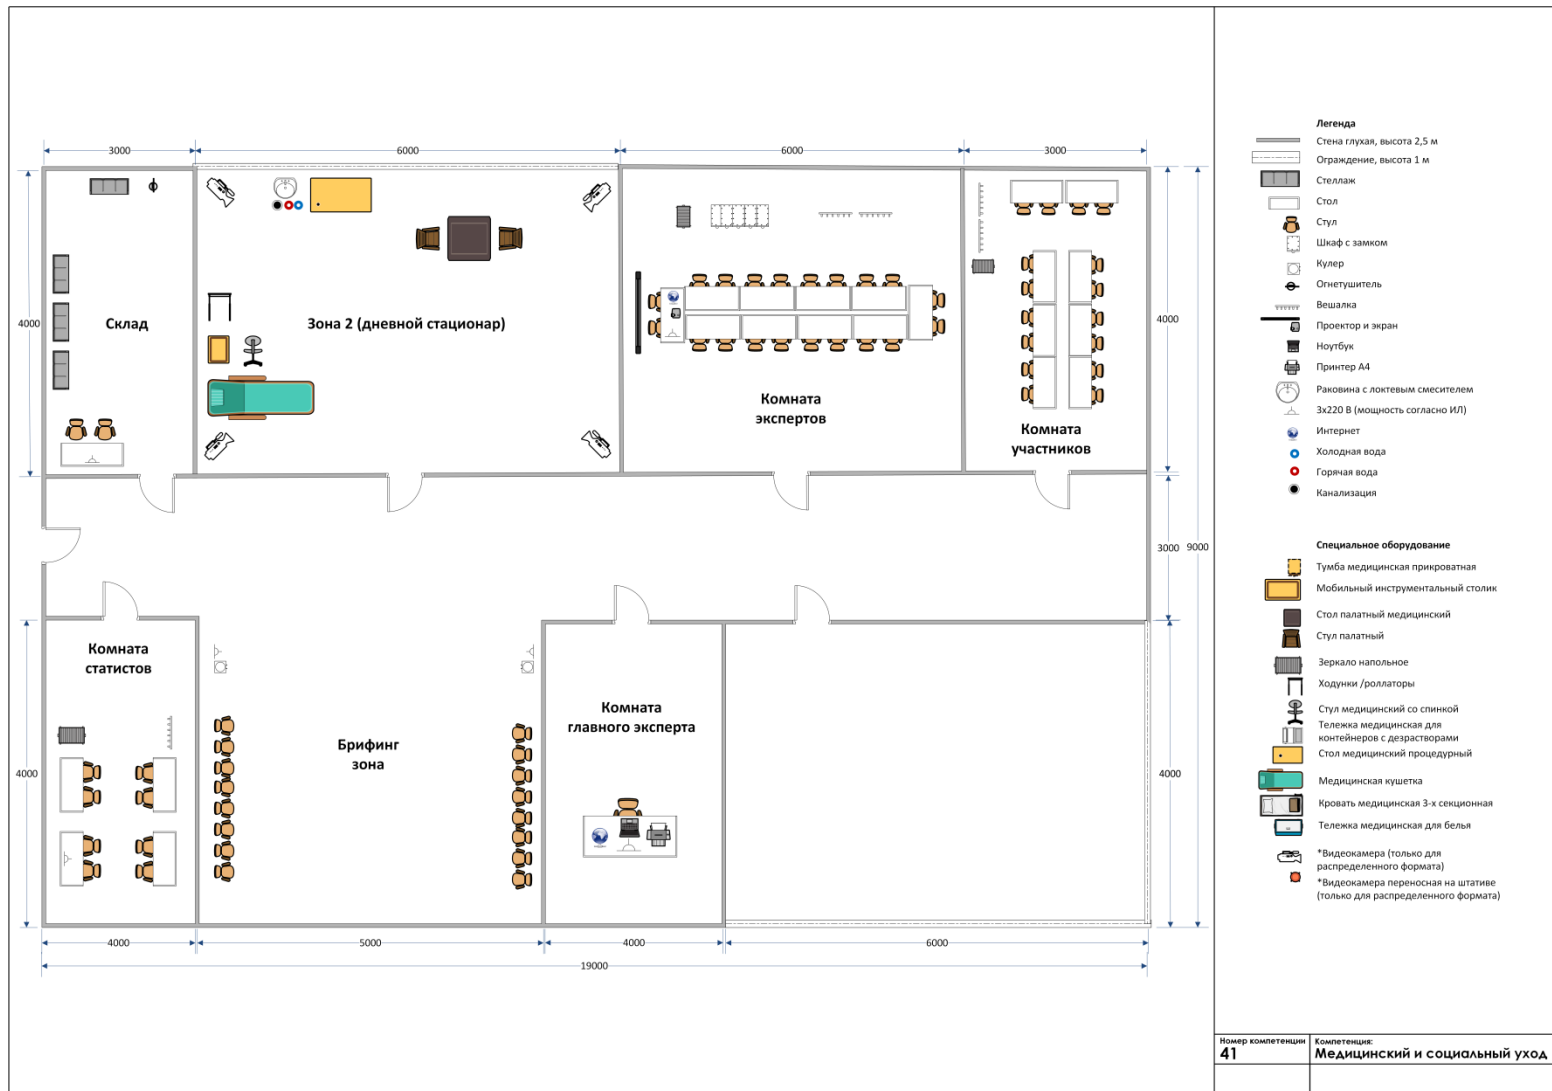 3000
6000
6000
3000
4000
Склад
Зона 2 (дневной стационар)
Комната
экспертов
Комната
участников
4000
3000
9000
Комната
статистов
Брифинг
зона
Комната
главного эксперта
4000
4000
4000
5000
4000
6000
19000
Легенда
Стена глухая, высота 2,5 м
Ограждение, высота 1 м
Стеллаж
Стол
Стул
Шкаф с замком
Кулер
Огнетушитель
Вешалка
Проектор и экран
Ноутбук
Принтер А4
Раковина с локтевым смесителем
3х220 В (мощность согласно ИЛ)
Интернет
Холодная вода
Горячая вода
Канализация
Специальное оборудование
Тумба медицинская прикроватная
Мобильный инструментальный столик
Стол палатный медицинский
Стул палатный
Зеркало напольное
Ходунки /роллаторы
Стул медицинский со спинкой
Тележка медицинская для
контейнеров с дезрастворами
Стол медицинский процедурный
Медицинская кушетка
Кровать медицинская 3-х секционная
Тележка медицинская для белья
*Видеокамера (только для
распределенного формата)
*Видеокамера переносная на штативе
(только для распределенного формата)
Номер компетенции
41
Компетенция:
Медицинский и социальный уход